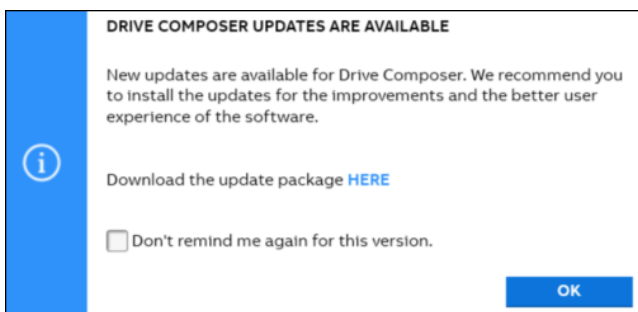 DRIVE COMPOSER UPDATES ARE AVAILABLE
New updates are available for Drive Composer. We recommend you
to install the updates for the improvements and the better user
experience of the software.
Download the update package HERE
Don't remind me again for this version.
OK